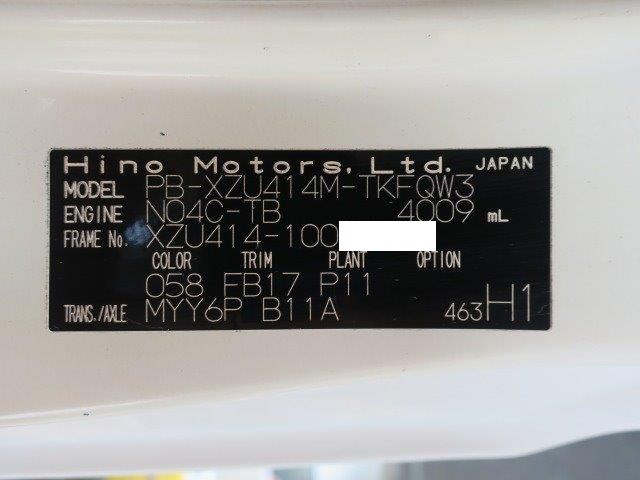 Hino Motors, Ltd. JAPAN
MODEL PB-XZU414M-TKFQW3
ENGINE N04C-TB 4009 mL
FRAME No. XZU414-100
COLOR TRIM PLANT OPTION
058 FB17 P11
TRANS./AXLE MYY6P B11A 463H1